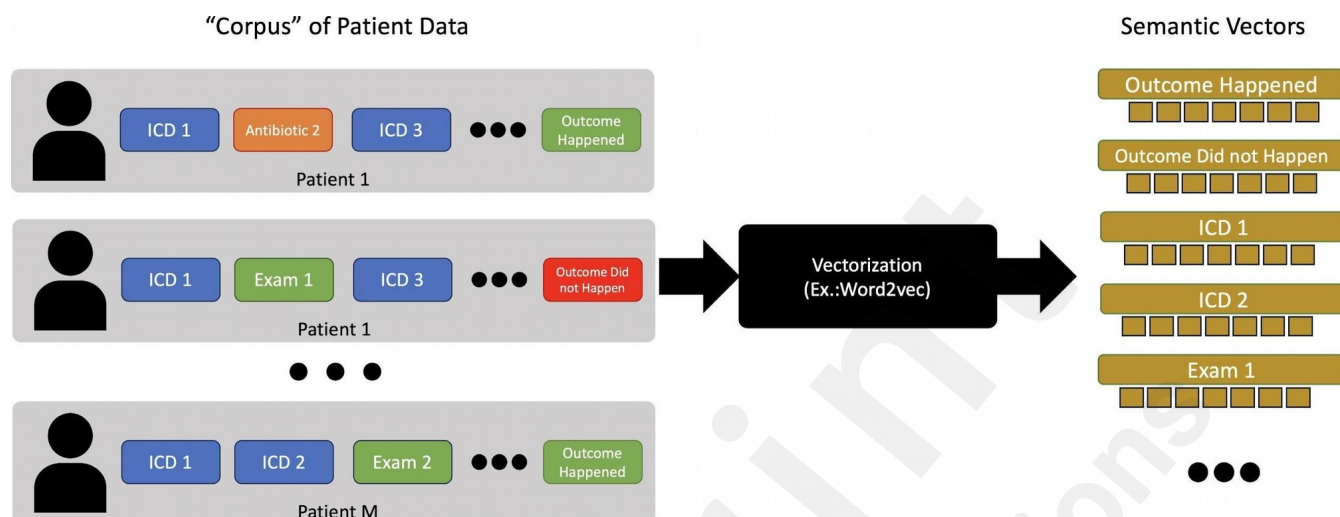 “Corpus” of Patient Data
Semantic Vectors
ICD 1
Antibiotic 2
ICD 3
Outcome
Happened
Patient 1
ICD 1
Exam 1
ICD 3
Outcome Did
not Happen
Patient 1
ICD 1
ICD 2
Exam 2
Outcome
Happened
Patient M
Vectorization
(Ex.:Word2vec)
Outcome Happened
Outcome Did not Happen
ICD 1
ICD 2
Exam 1